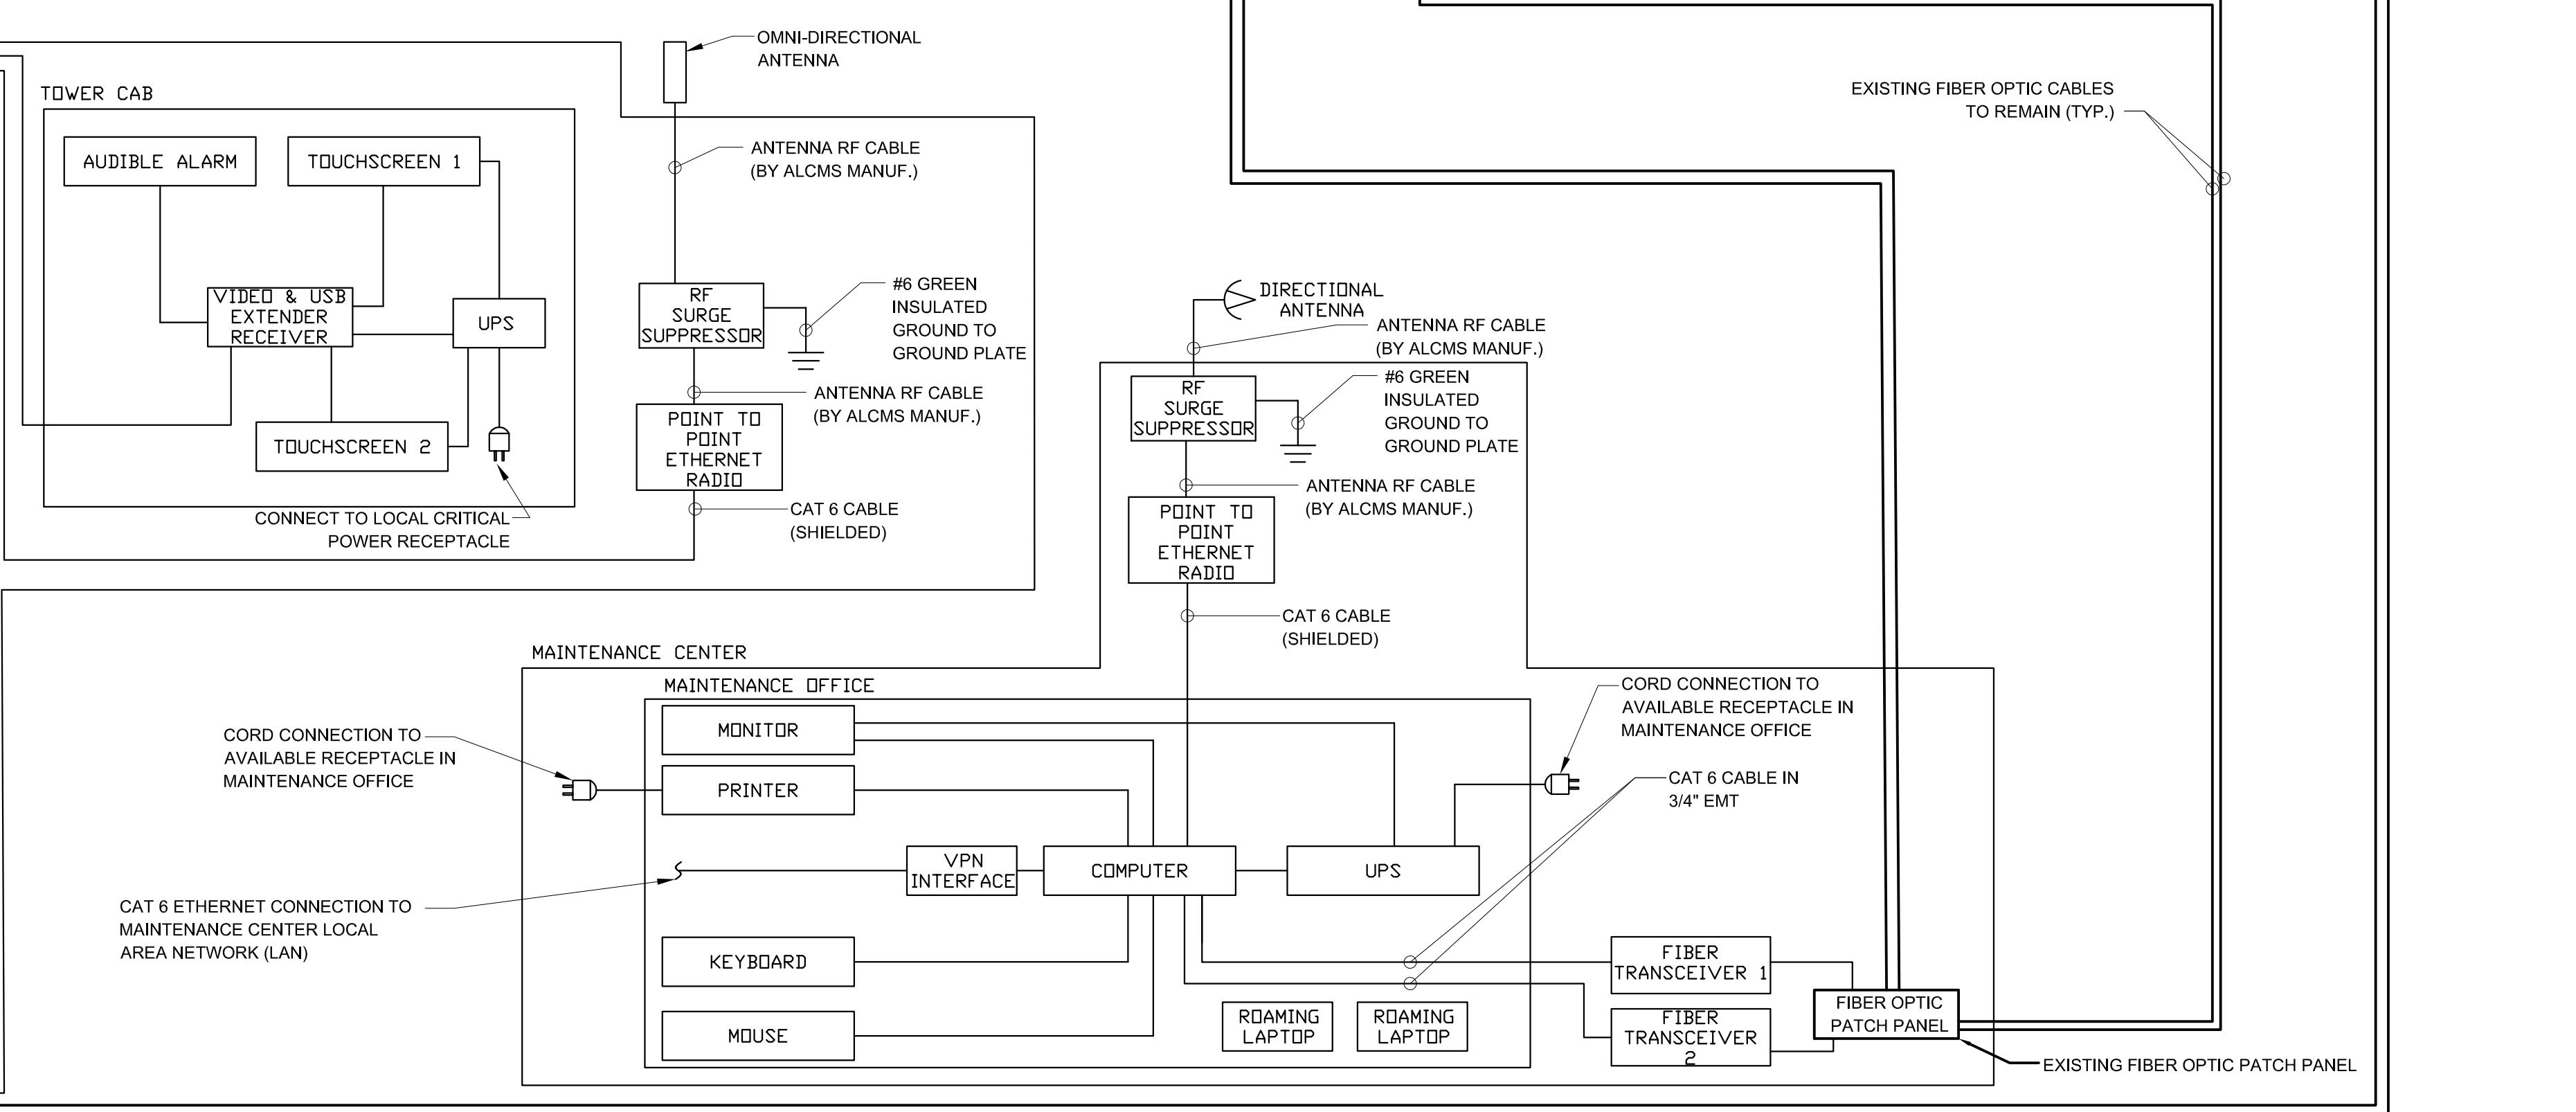 OMNI-DIRECTIONAL
ANTENNA
TOWER CAB
AUDIBLE ALARM
TOUCHSCREEN 1
VIDEO & USB
EXTENDER
RECEIVER
UPS
TOUCHSCREEN 2
CONNECT TO LOCAL CRITICAL
POWER RECEPTACLE
ANTENNA RF CABLE
(BY ALCMS MANUF.)
RF
SURGE
SUPPRESSOR
#6 GREEN
INSULATED
GROUND TO
GROUND PLATE
ANTENNA RF CABLE
(BY ALCMS MANUF.)
POINT TO
POINT
ETHERNET
RADIO
CAT 6 CABLE
(SHIELDED)
EXISTING FIBER OPTIC CABLES
TO REMAIN (TYP.)
DIRECTIONAL
ANTENNA
ANTENNA RF CABLE
(BY ALCMS MANUF.)
RF
SURGE
SUPPRESSOR
#6 GREEN
INSULATED
GROUND TO
GROUND PLATE
ANTENNA RF CABLE
(BY ALCMS MANUF.)
POINT TO
POINT
ETHERNET
RADIO
CAT 6 CABLE
(SHIELDED)
MAINTENANCE CENTER
MAINTENANCE OFFICE
CORD CONNECTION TO
AVAILABLE RECEPTACLE IN
MAINTENANCE OFFICE
MONITOR
PRINTER
CORD CONNECTION TO
AVAILABLE RECEPTACLE IN
MAINTENANCE OFFICE
CAT 6 CABLE IN
3/4" EMT
VPN
INTERFACE
COMPUTER
UPS
CAT 6 ETHERNET CONNECTION TO
MAINTENANCE CENTER LOCAL
AREA NETWORK (LAN)
KEYBOARD
MOUSE
ROAMING
LAPTOP
ROAMING
LAPTOP
FIBER
TRANSCEIVER 1
FIBER
TRANSCEIVER
2
FIBER OPTIC
PATCH PANEL
EXISTING FIBER OPTIC PATCH PANEL